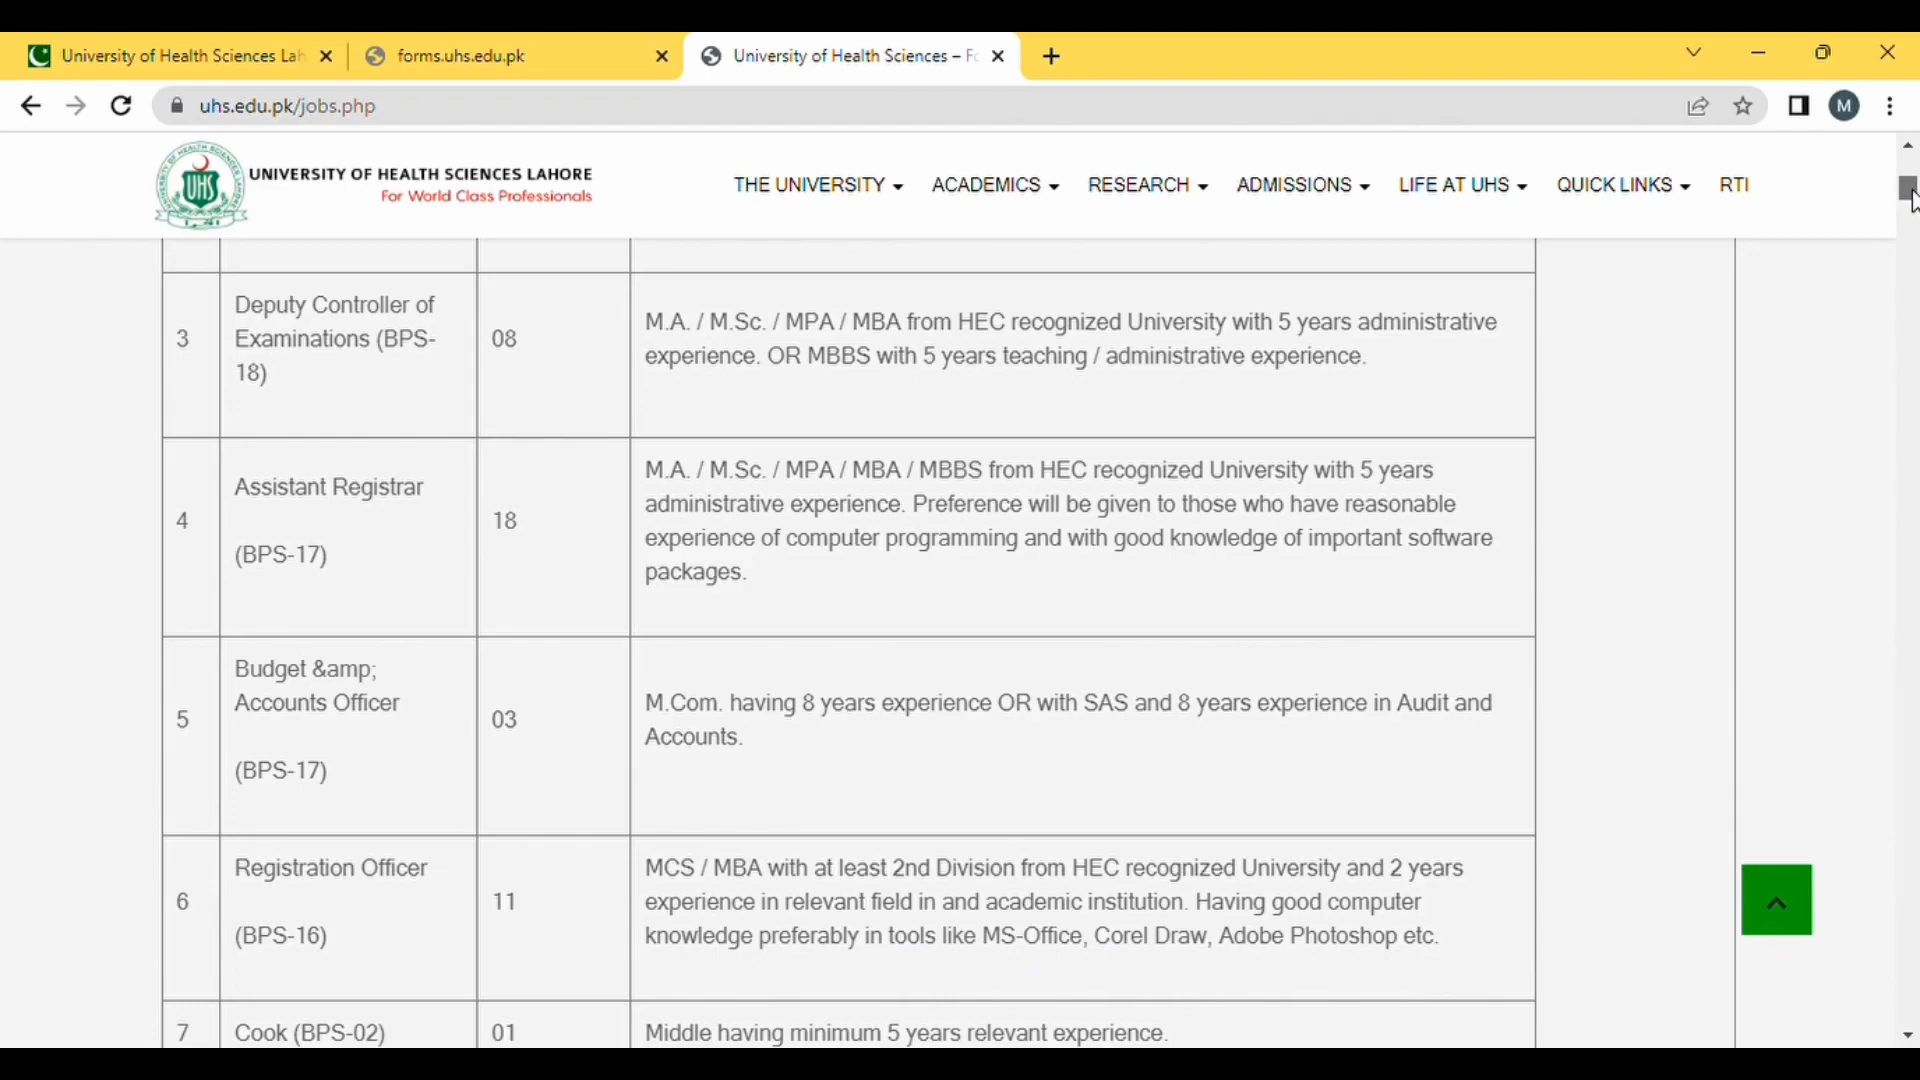 University of Health Sciences Lah
forms.uhs.edu.pk
University of Health Sciences – Fo
uhs.edu.pk/jobs.php
M
UHS
UNIVERSITY OF HEALTH SCIENCES LAHORE
For World Class Professionals
THE UNIVERSITY
ACADEMICS
RESEARCH
ADMISSIONS
LIFE AT UHS
QUICK LINKS
RTI
3
Deputy Controller of
Examinations (BPS-
18)
08
M.A. / M.Sc. / MPA / MBA from HEC recognized University with 5 years administrative
experience. OR MBBS with 5 years teaching / administrative experience.
4
Assistant Registrar
(BPS-17)
18
M.A. / M.Sc. / MPA / MBA / MBBS from HEC recognized University with 5 years
administrative experience. Preference will be given to those who have reasonable
experience of computer programming and with good knowledge of important software
packages.
5
Budget &amp;amp;
Accounts Officer
(BPS-17)
03
M.Com. having 8 years experience OR with SAS and 8 years experience in Audit and
Accounts.
6
Registration Officer
(BPS-16)
11
MCS / MBA with at least 2nd Division from HEC recognized University and 2 years
experience in relevant field in and academic institution. Having good computer
knowledge preferably in tools like MS-Office, Corel Draw, Adobe Photoshop etc.
7
Cook (BPS-02)
01
Middle having minimum 5 years relevant experience.